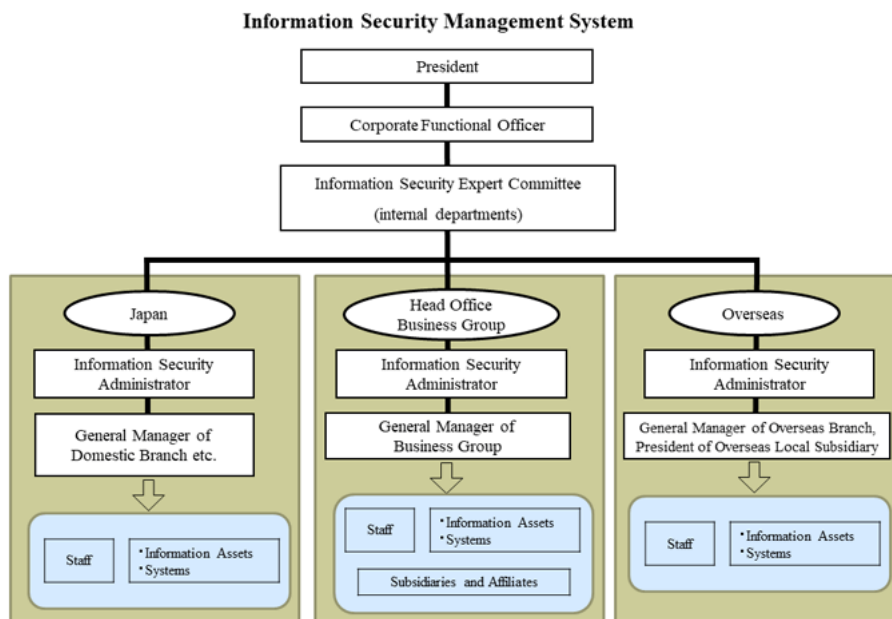 Information Security Management System
President
Corporate Functional Officer
Information Security Expert Committee
(internal departments)
Japan
Information Security
Administrator
General Manager of
Domestic Branch etc.
Staff
・Information Assets
・Systems
Head Office
Business Group
Information Security
Administrator
General Manager of
Business Group
Staff
・Information Assets
・Systems
Subsidiaries and Affiliates
Overseas
Information Security
Administrator
General Manager of Overseas Branch,
President of Overseas Local Subsidiary
Staff
・Information Assets
・Systems